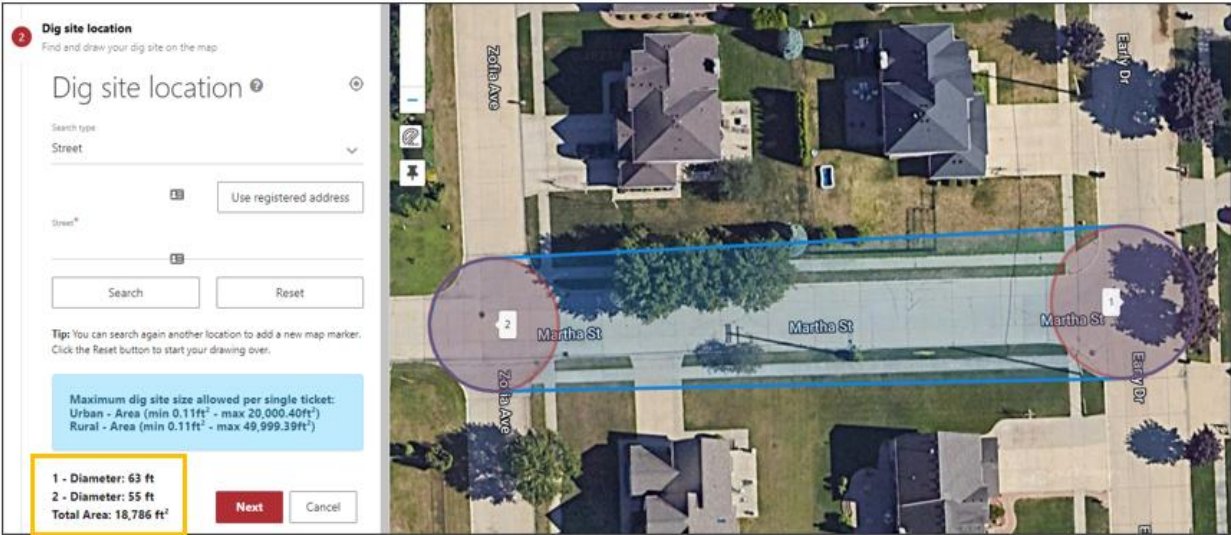 2
Dig site location
Find and draw your dig site on the map
Dig site location ?
Search type
Street
Use registered address
Street*
Search
Reset
Tip: You can search again another location to add a new map marker.
Click the Reset button to start your drawing over.
Maximum dig site size allowed per single ticket:
Urban - Area (min 0.11ft² - max 20,000.40ft²)
Rural - Area (min 0.11ft² - max 49,999.39ft²)
1 - Diameter: 63 ft
2 - Diameter: 55 ft
Total Area: 18,786 ft²
Next
Cancel
Zofia Ave
Early Dr
2
1
Martha St
Martha St
Martha St
Zofia Ave
Early Dr
E